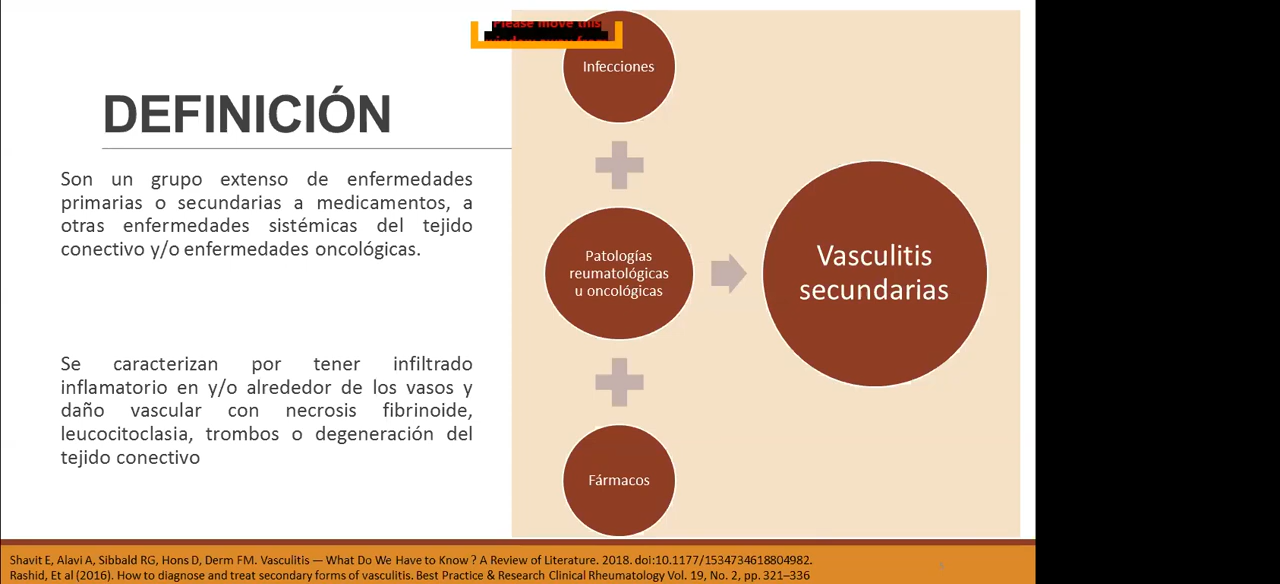 Please move this
DEFINICIÓN
Son un grupo extenso de enfermedades
primarias o secundarias a medicamentos, a
otras enfermedades sistémicas del tejido
conectivo y/o enfermedades oncológicas.
Se caracterizan por tener infiltrado
inflamatorio en y/o alrededor de los vasos y
daño vascular con necrosis fibrinoide,
leucocitoclasia, trombos o degeneración del
tejido conectivo
Infecciones
Patologías
reumatológicas
u oncológicas
Fármacos
Vasculitis
secundarias
Shavit E, Alavi A, Sibbald RG, Hons D, Derm FM. Vasculitis — What Do We Have to Know ? A Review of Literature. 2018. doi:10.1177/1534734618804982.
Rashid, Et al (2016). How to diagnose and treat secondary forms of vasculitis. Best Practice & Research Clinical Rheumatology Vol. 19, No. 2, pp. 321–336